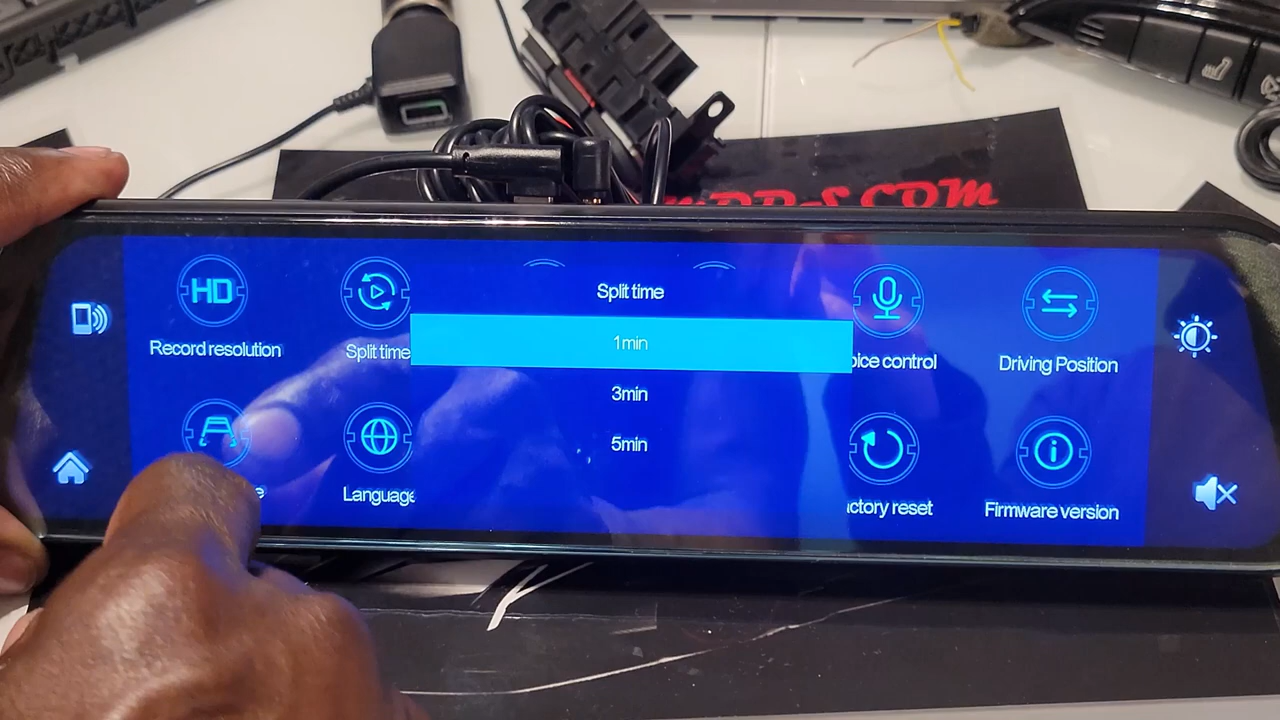 HD
Split time
Record resolution
Split time
1min
3min
5min
oice control
Driving Position
Language
actory reset
Firmware version